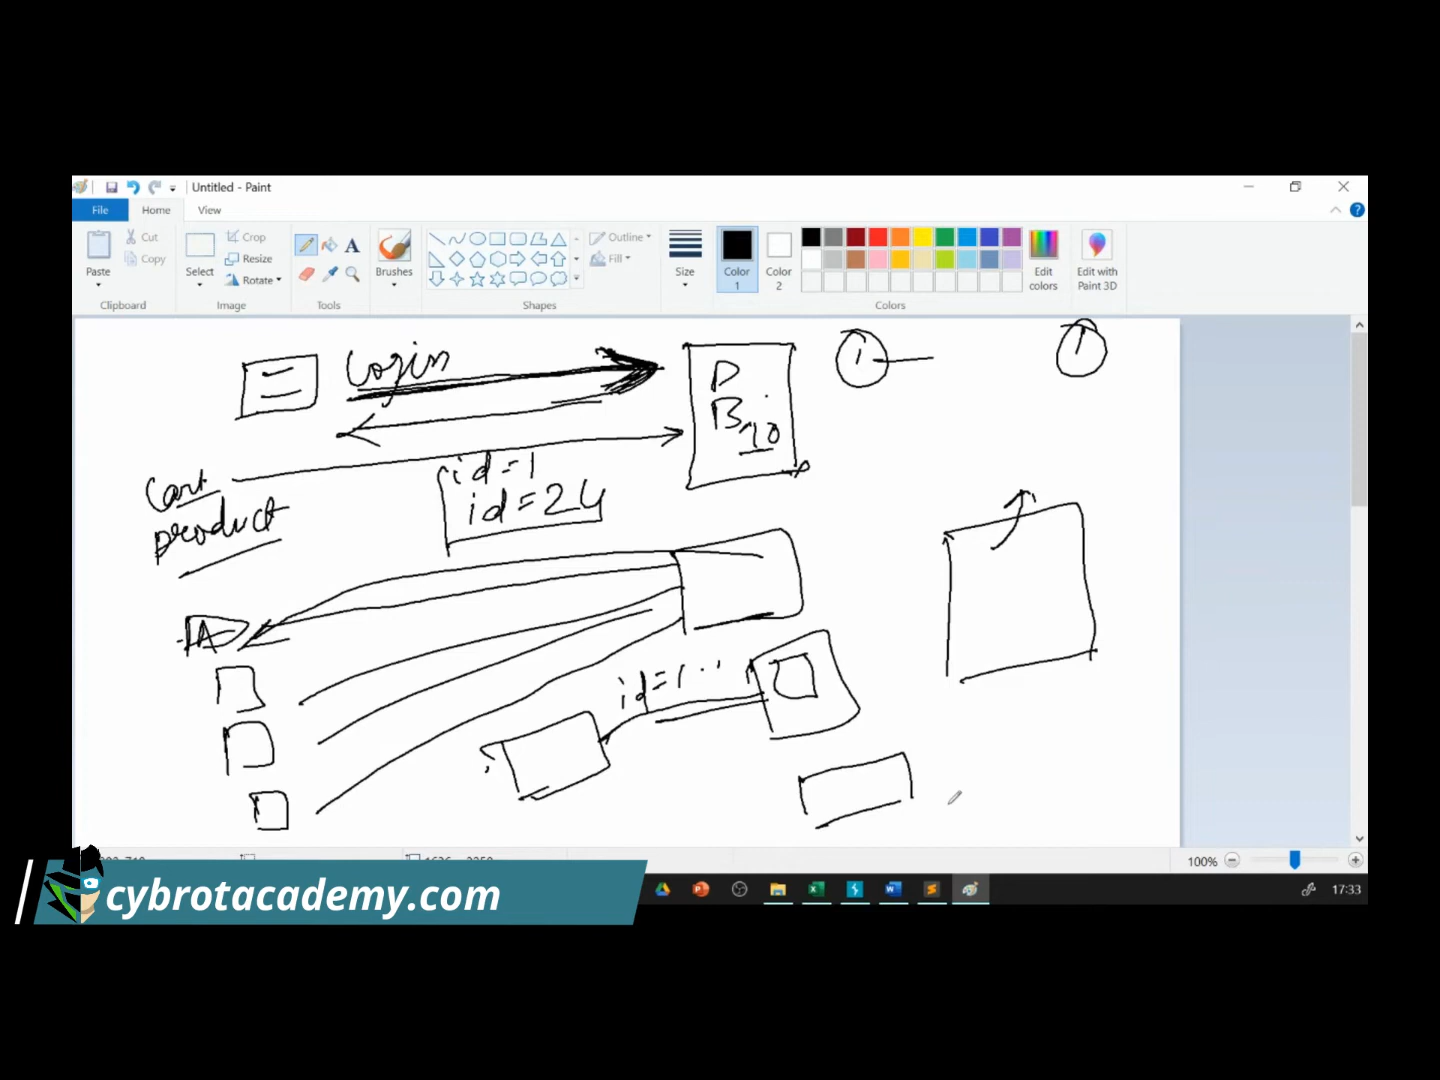 Untitled - Paint
File Home View
Paste
Cut
Copy
Clipboard
Select
Crop
Resize
Rotate
Image
A
Tools
Brushes
Outline
Fill
Shapes
Size
Color 1
Color 2
Edit colors
Colors
Edit with Paint 3D
Login
D
B
1
1
Cart
product
id=1
id=24
A
id=1
100%
cybrotacademy.com
17:33